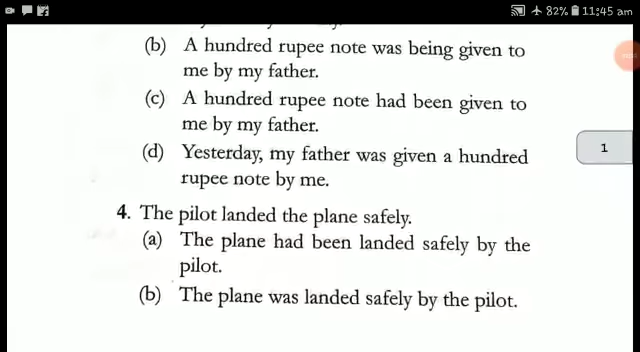 82% 11:45 am
(b) A hundred rupee note was being given to
me by my father.
(c) A hundred rupee note had been given to
me by my father.
1
(d) Yesterday, my father was given a hundred
rupee note by me.
4. The pilot landed the plane safely.
(a) The plane had been landed safely by the
pilot.
(b) The plane was landed safely by the pilot.